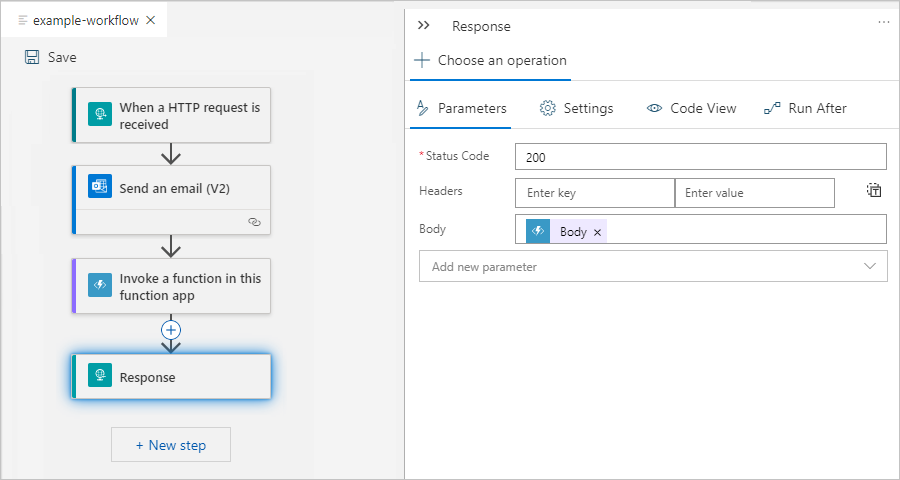 example-workflow
Save
When a HTTP request is
received
Send an email (V2)
Invoke a function in this
function app
Response
+ New step
Response
Choose an operation
Parameters Settings Code View Run After
*Status Code 200
Headers Enter key Enter value
Body Body ×
Add new parameter